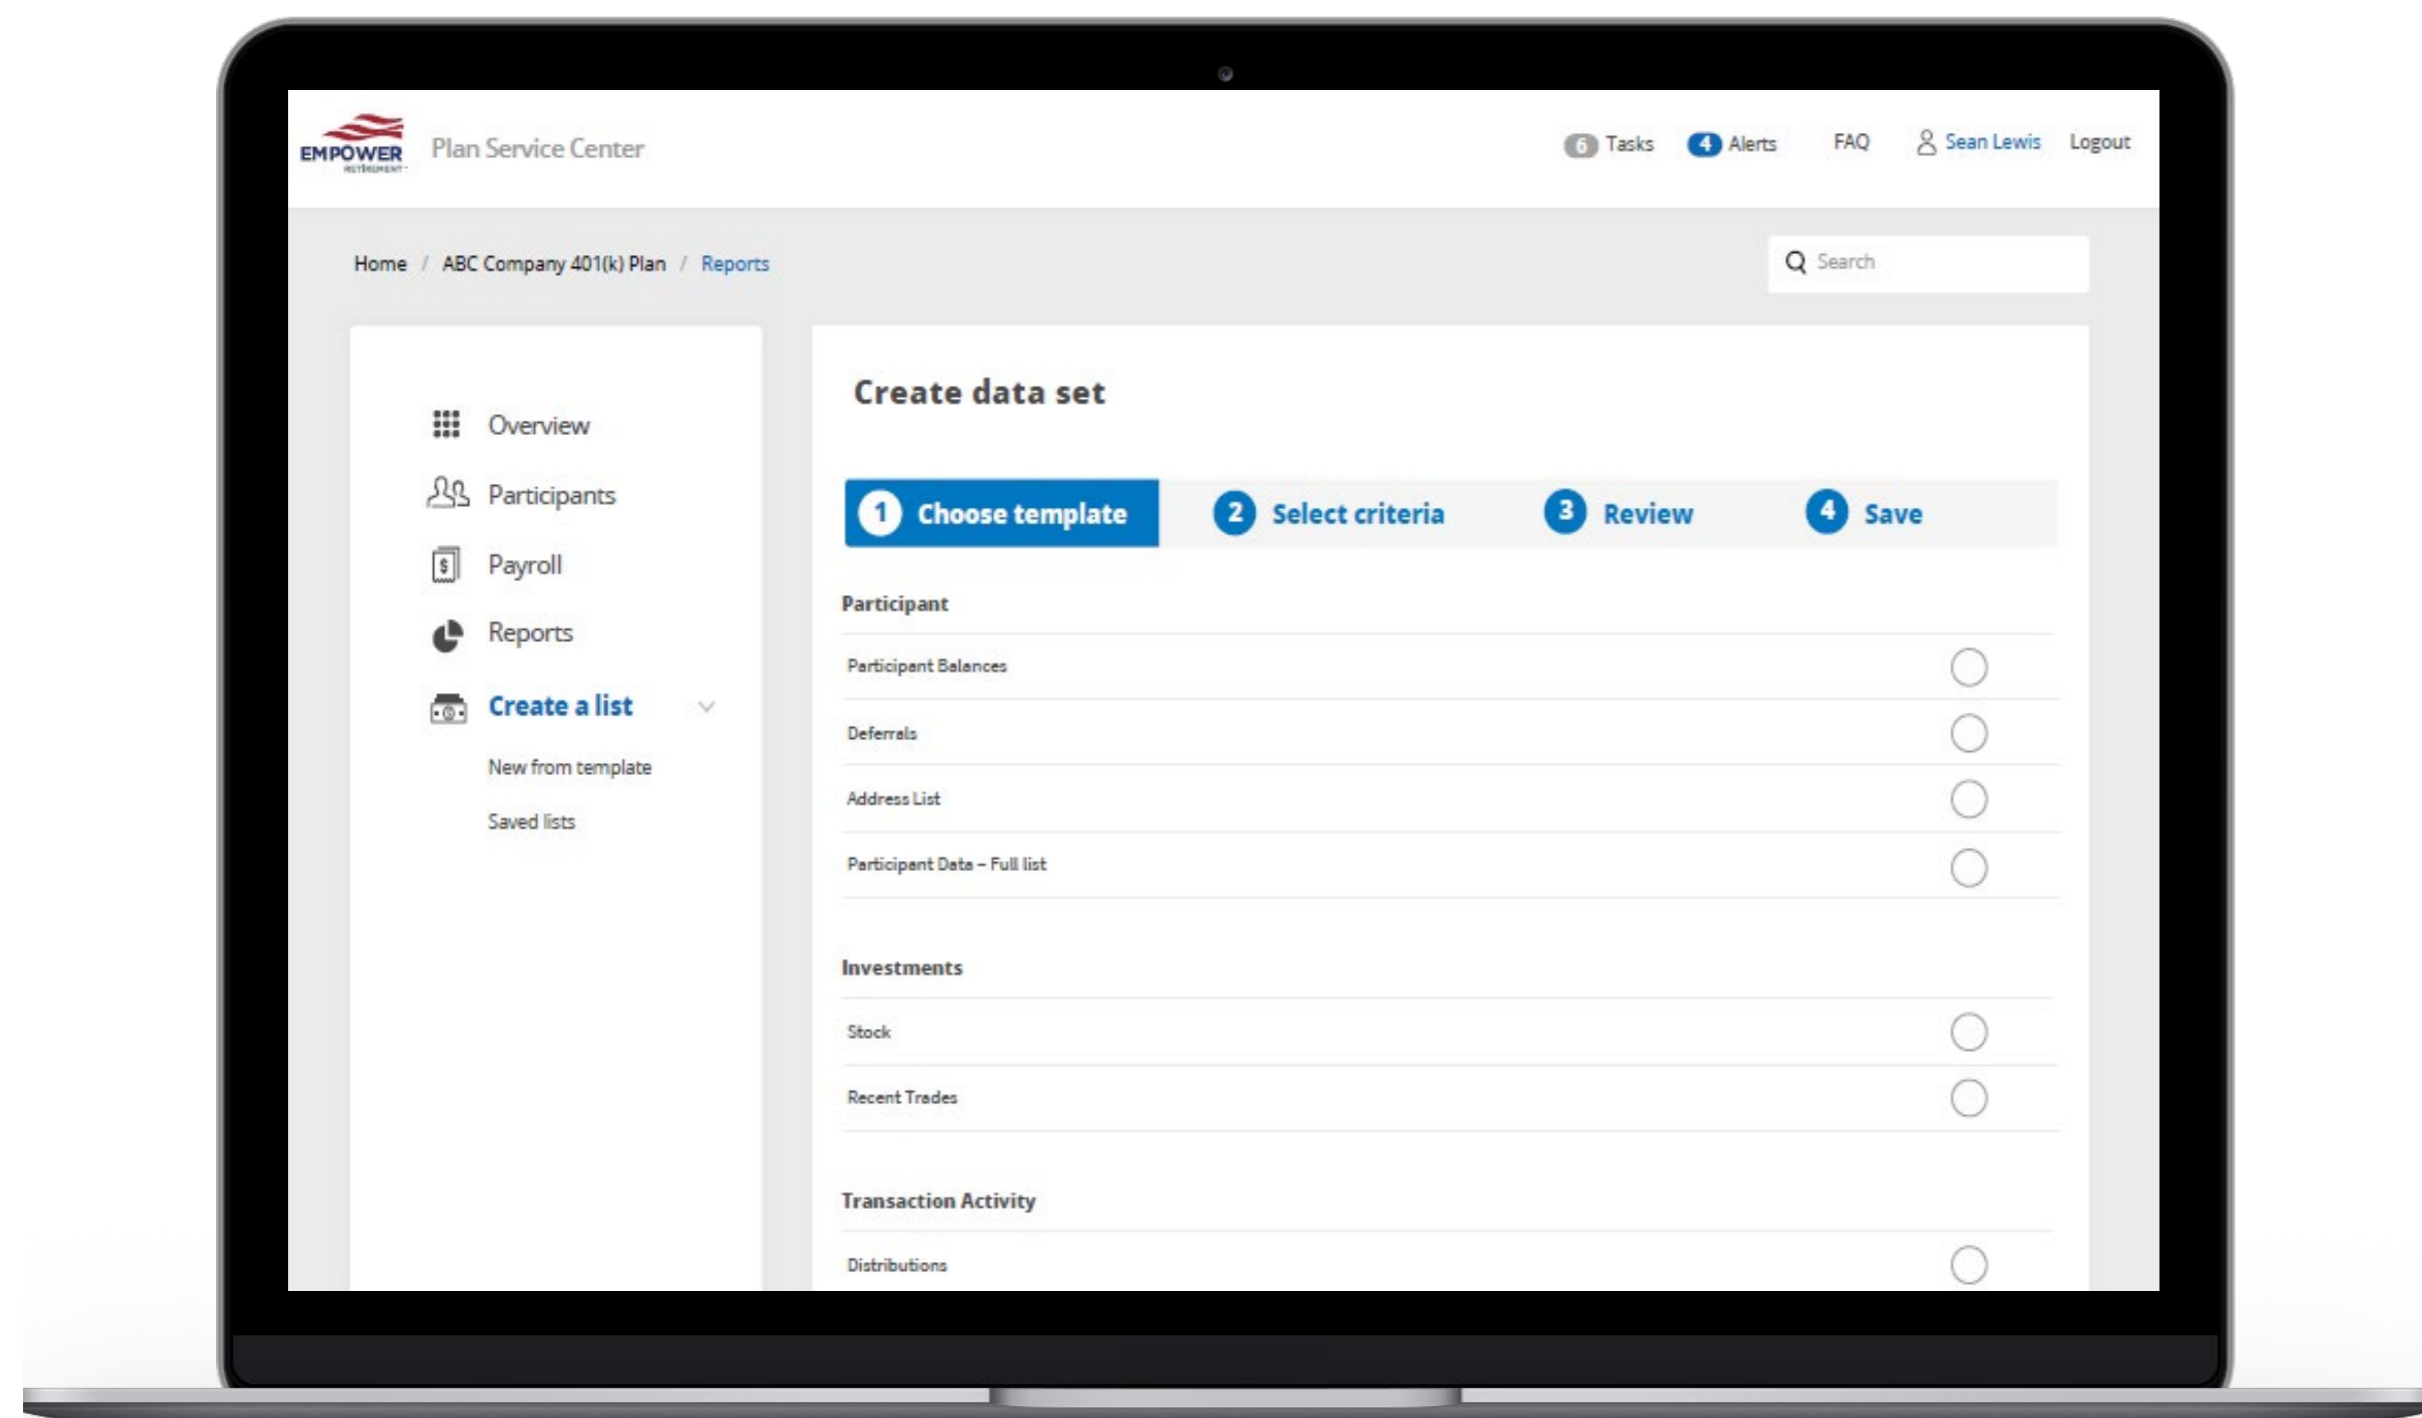 EMPOWER
RETIREMENT
Plan Service Center
6 Tasks
4 Alerts
FAQ
Sean Lewis
Logout
Home / ABC Company 401(k) Plan / Reports
Search
Overview
Participants
Payroll
Reports
Create a list
New from template
Saved lists
Create data set
1 Choose template
2 Select criteria
3 Review
4 Save
Participant
Participant Balances
Deferrals
Address List
Participant Data – Full list
Investments
Stock
Recent Trades
Transaction Activity
Distributions